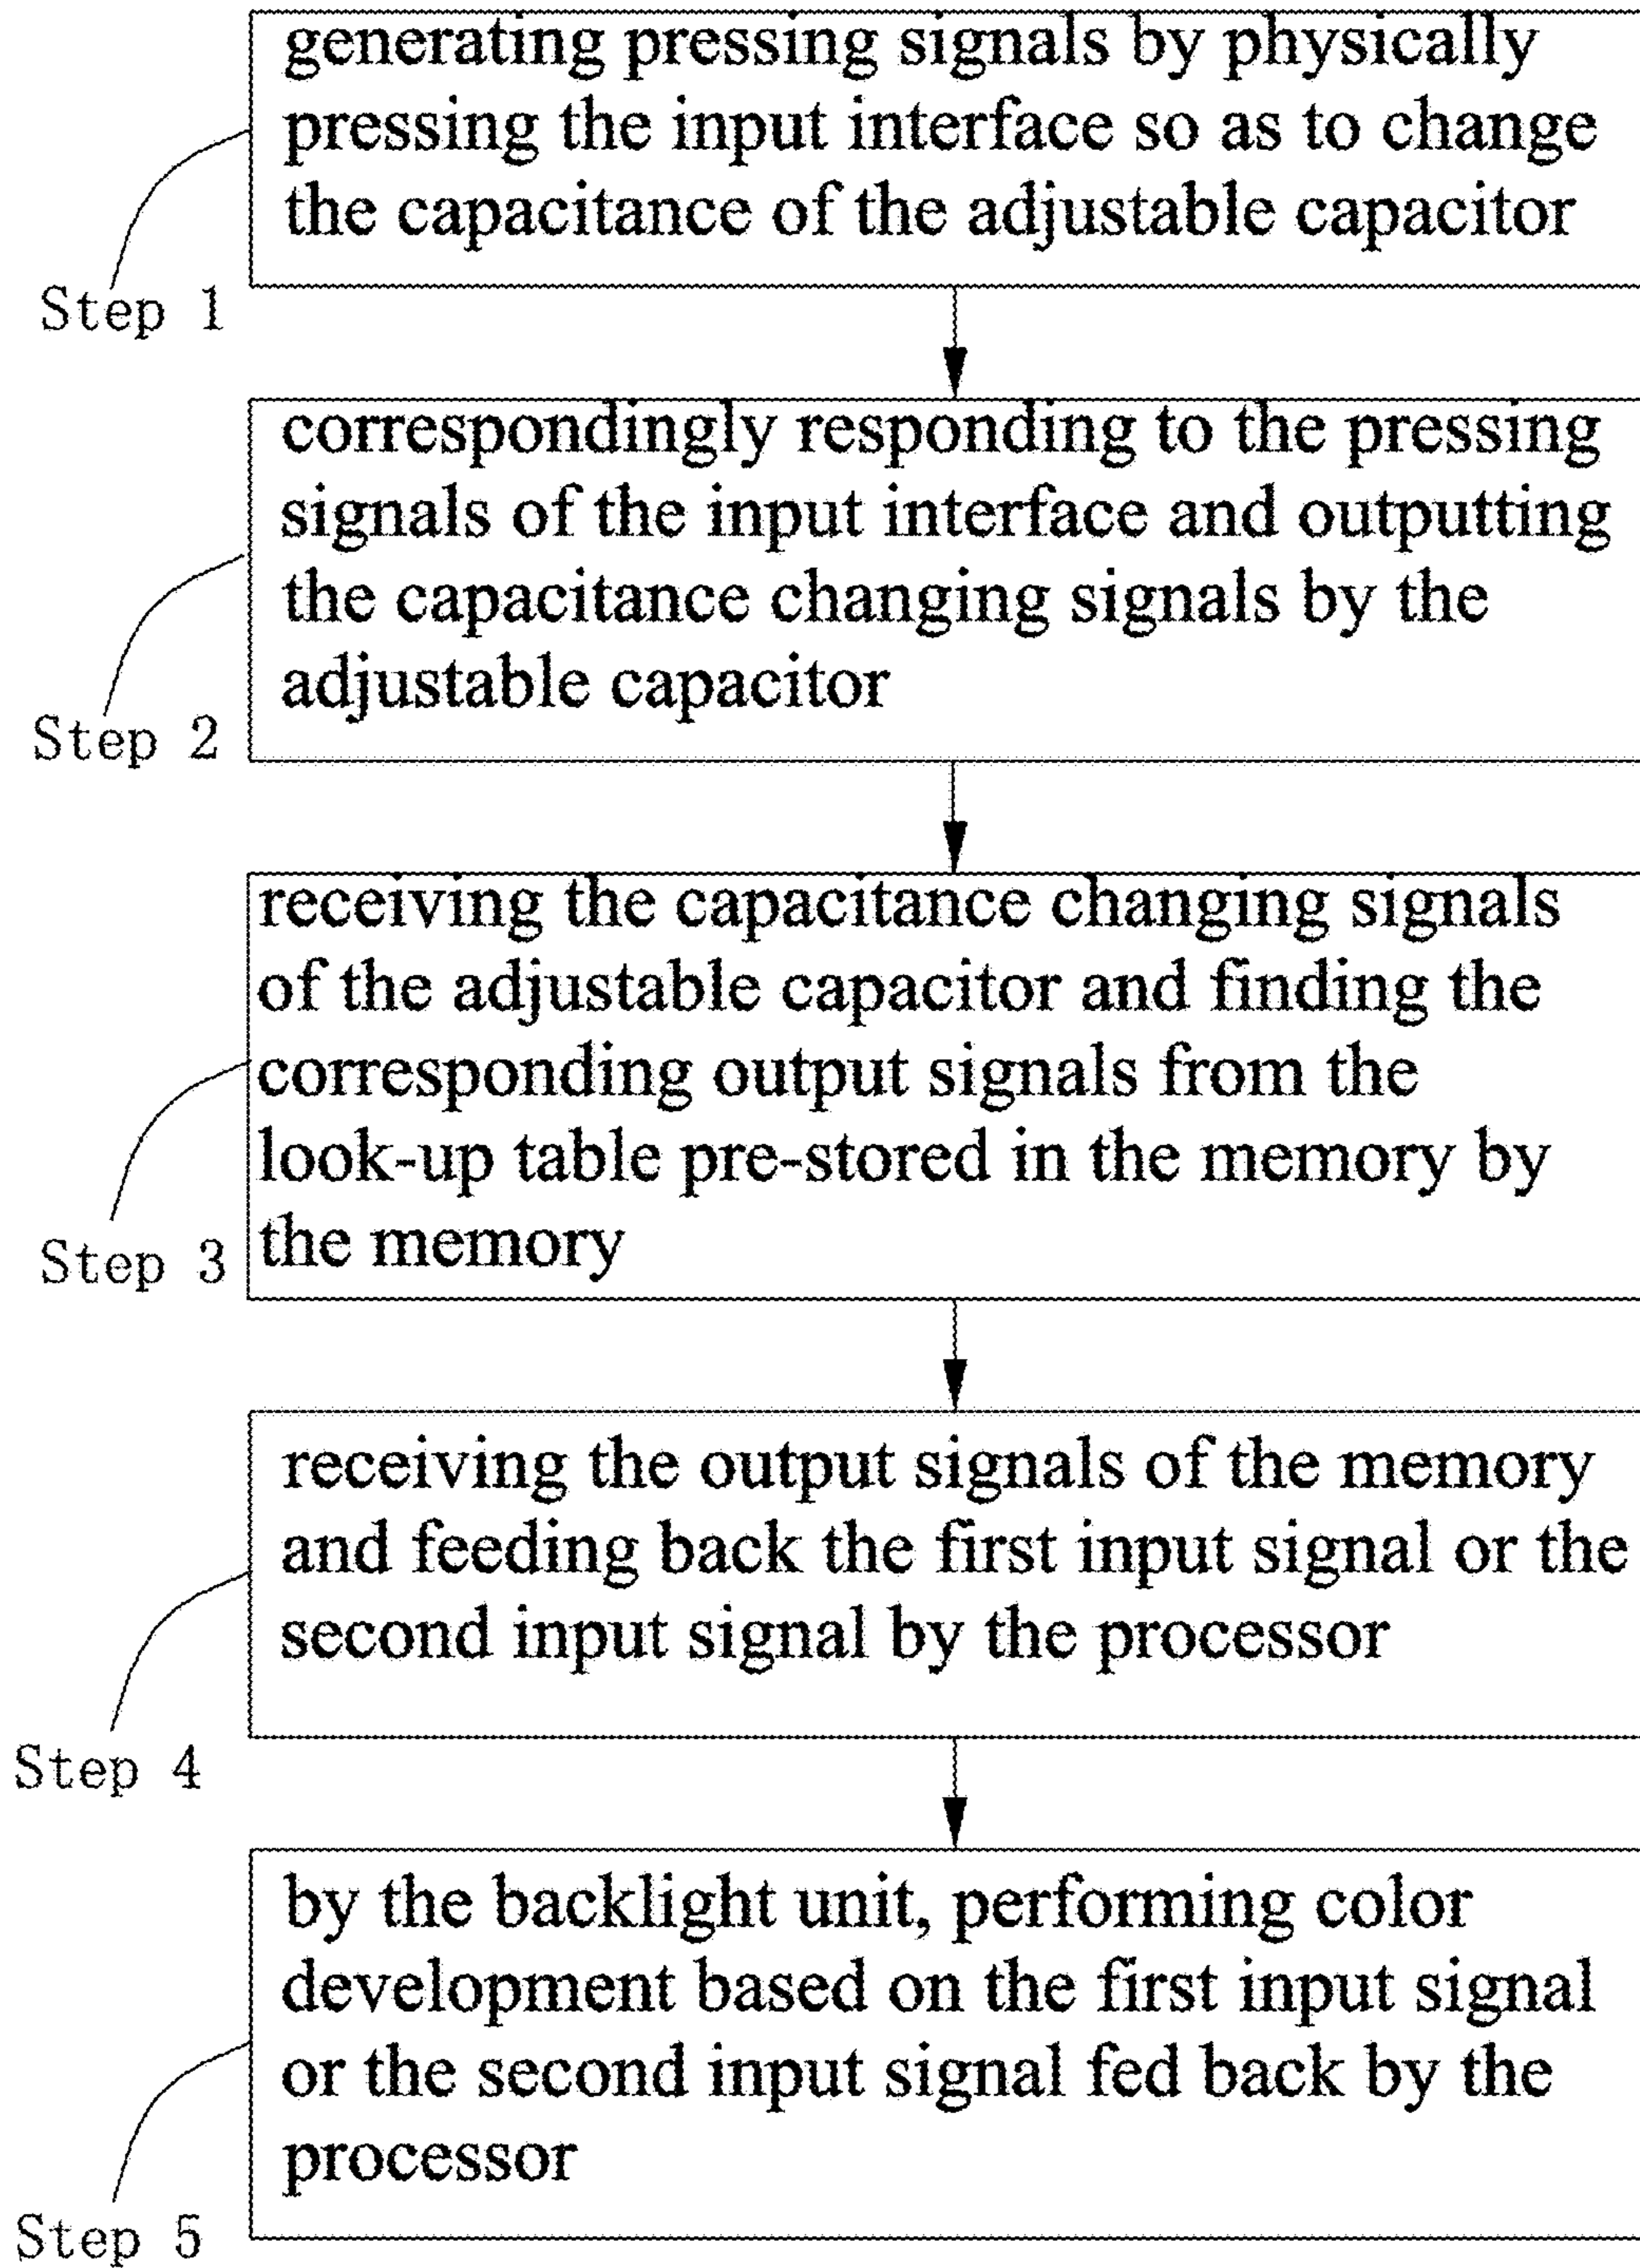 generating pressing signals by physically
pressing the input interface so as to change
the capacitance of the adjustable capacitor
Step 1
correspondingly responding to the pressing
signals of the input interface and outputting
the capacitance changing signals by the
adjustable capacitor
Step 2
receiving the capacitance changing signals
of the adjustable capacitor and finding the
corresponding output signals from the
look-up table pre-stored in the memory by
the memory
Step 3
receiving the output signals of the memory
and feeding back the first input signal or the
second input signal by the processor
Step 4
by the backlight unit, performing color
development based on the first input signal
or the second input signal fed back by the
processor
Step 5